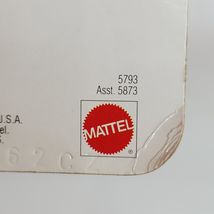 5793
Asst. 5873
J.S.A.
el.
MATTEL
®